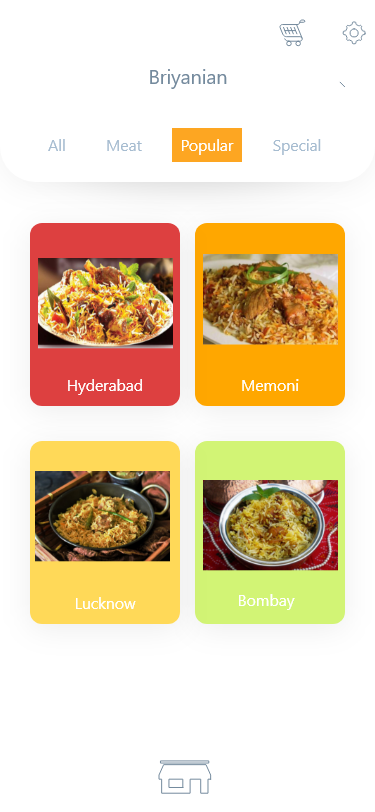 Briyanian
All Meat Popular Special
Hyderabad Memoni
Lucknow Bombay